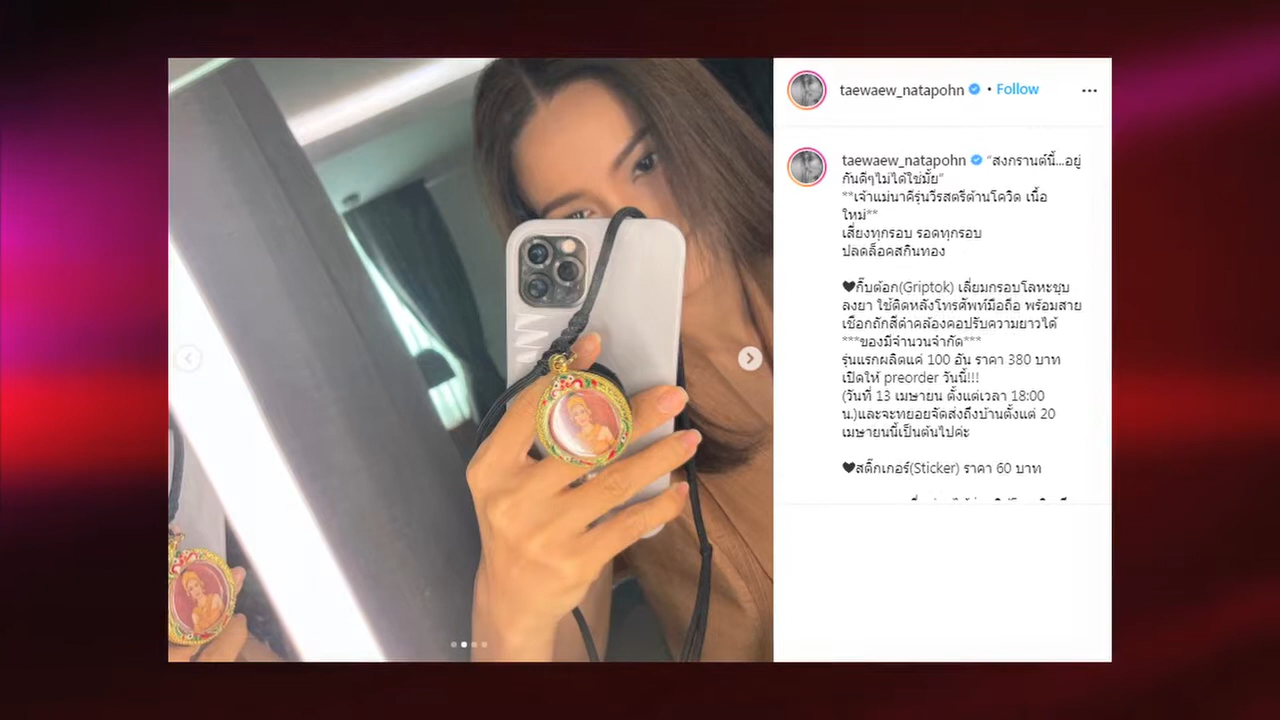 taewaew_natapohn • Follow
taewaew_natapohn "สงกรานต์นี้...อยู่
กันดีๆไม่ได้ใช่มั้ย"
**เจ้าแม่นาคีรุ่นวีรสตรีต้านโควิด เนื้อ
ใหม่**
เสี่ยงทุกรอบ รอดทุกรอบ
ปลดล็อคสกินทอง
🖤กิ๊บต๊อก(Griptok) เลี่ยมกรอบโลหะชุบ
ลงยา ใช้ติดหลังโทรศัพท์มือถือ พร้อมสาย
เชือกถักสีดำคล้องคอปรับความยาวได้
***ของมีจำนวนจำกัด***
รุ่นแรกผลิตแค่ 100 อัน ราคา 380 บาท
เปิดให้ preorder วันนี้!!!
(วันที่ 13 เมษายน ตั้งแต่เวลา 18:00
น.)และจะทยอยจัดส่งถึงบ้านตั้งแต่ 20
เมษายนนี้เป็นต้นไปค่ะ
🖤สติ๊กเกอร์(Sticker) ราคา 60 บาท